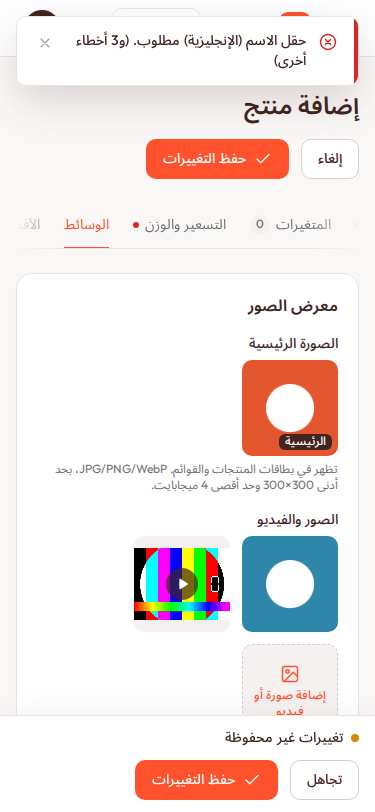 حقل الاسم (الإنجليزية) مطلوب. (و3 أخطاء
أخرى)
إضافة منتج
إلغاء
حفظ التغييرات
المتغيرات 0
التسعير والوزن
الوسائط
معرض الصور
الصورة الرئيسية
الرئيسية
تظهر في بطاقات المنتجات والقوائم. JPG/PNG/WebP، بحد
أدنى 300×300 وحد أقصى 4 ميجابايت.
الصور والفيديو
إضافة صورة أو
فيديو
تغييرات غير محفوظة
تجاهل
حفظ التغييرات